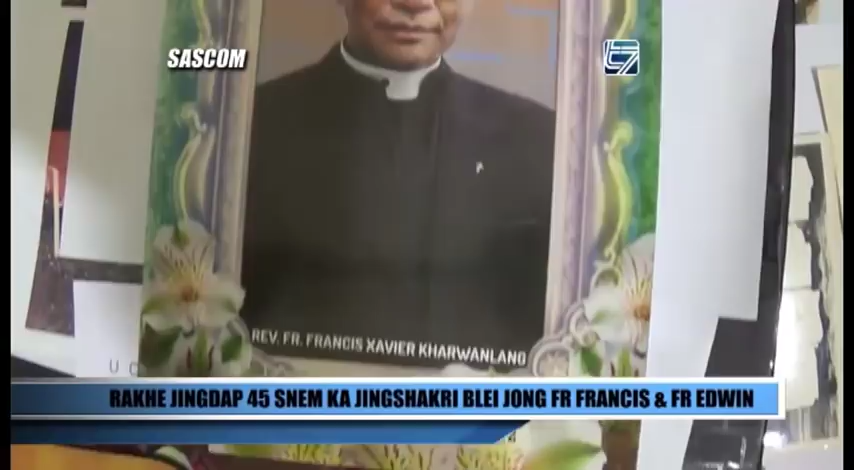 SASCOM
REV. FR. FRANCIS XAVIER KHARWANLANG
U C
RAKHE JINGDAP 45 SNEM KA JINGSHAKRI BLEI JONG FR FRANCIS & FR EDWIN